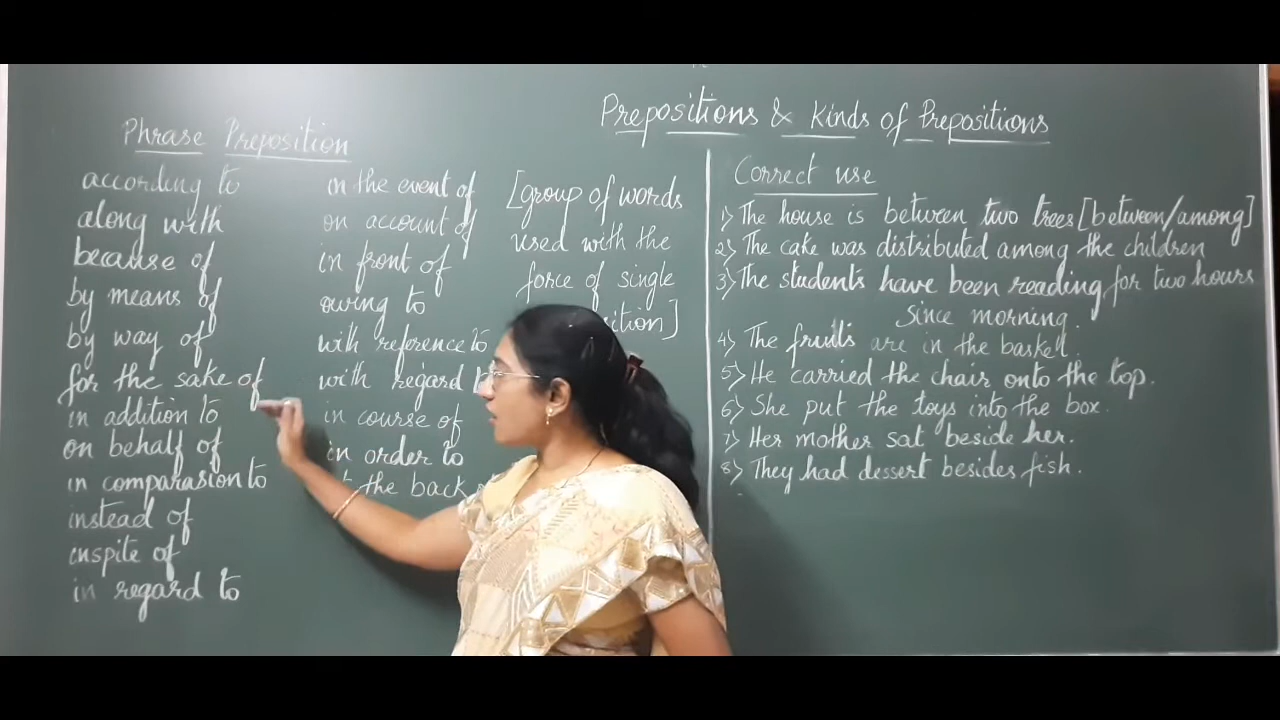 Prepositions & Kinds of Prepositions
Phrase Preposition
according to
along with
because of
by means of
by way of
for the sake of
in addition to
on behalf of
in comparasion to
instead of
inspite of
in regard to
in the event of
on account of
in front of
owing to
with reference to
with regard to
in course of
in order to
the back
[group of words
used with the
force of single
]
Correct use
1) The house is between two trees [between/among]
2) The cake was distributed among the children
3) The students have been reading for two hours
since morning.
4) The fruits are in the basket.
5) He carried the chair onto the top.
6) She put the toys into the box.
7) Her mother sat beside her.
8) They had dessert besides fish.